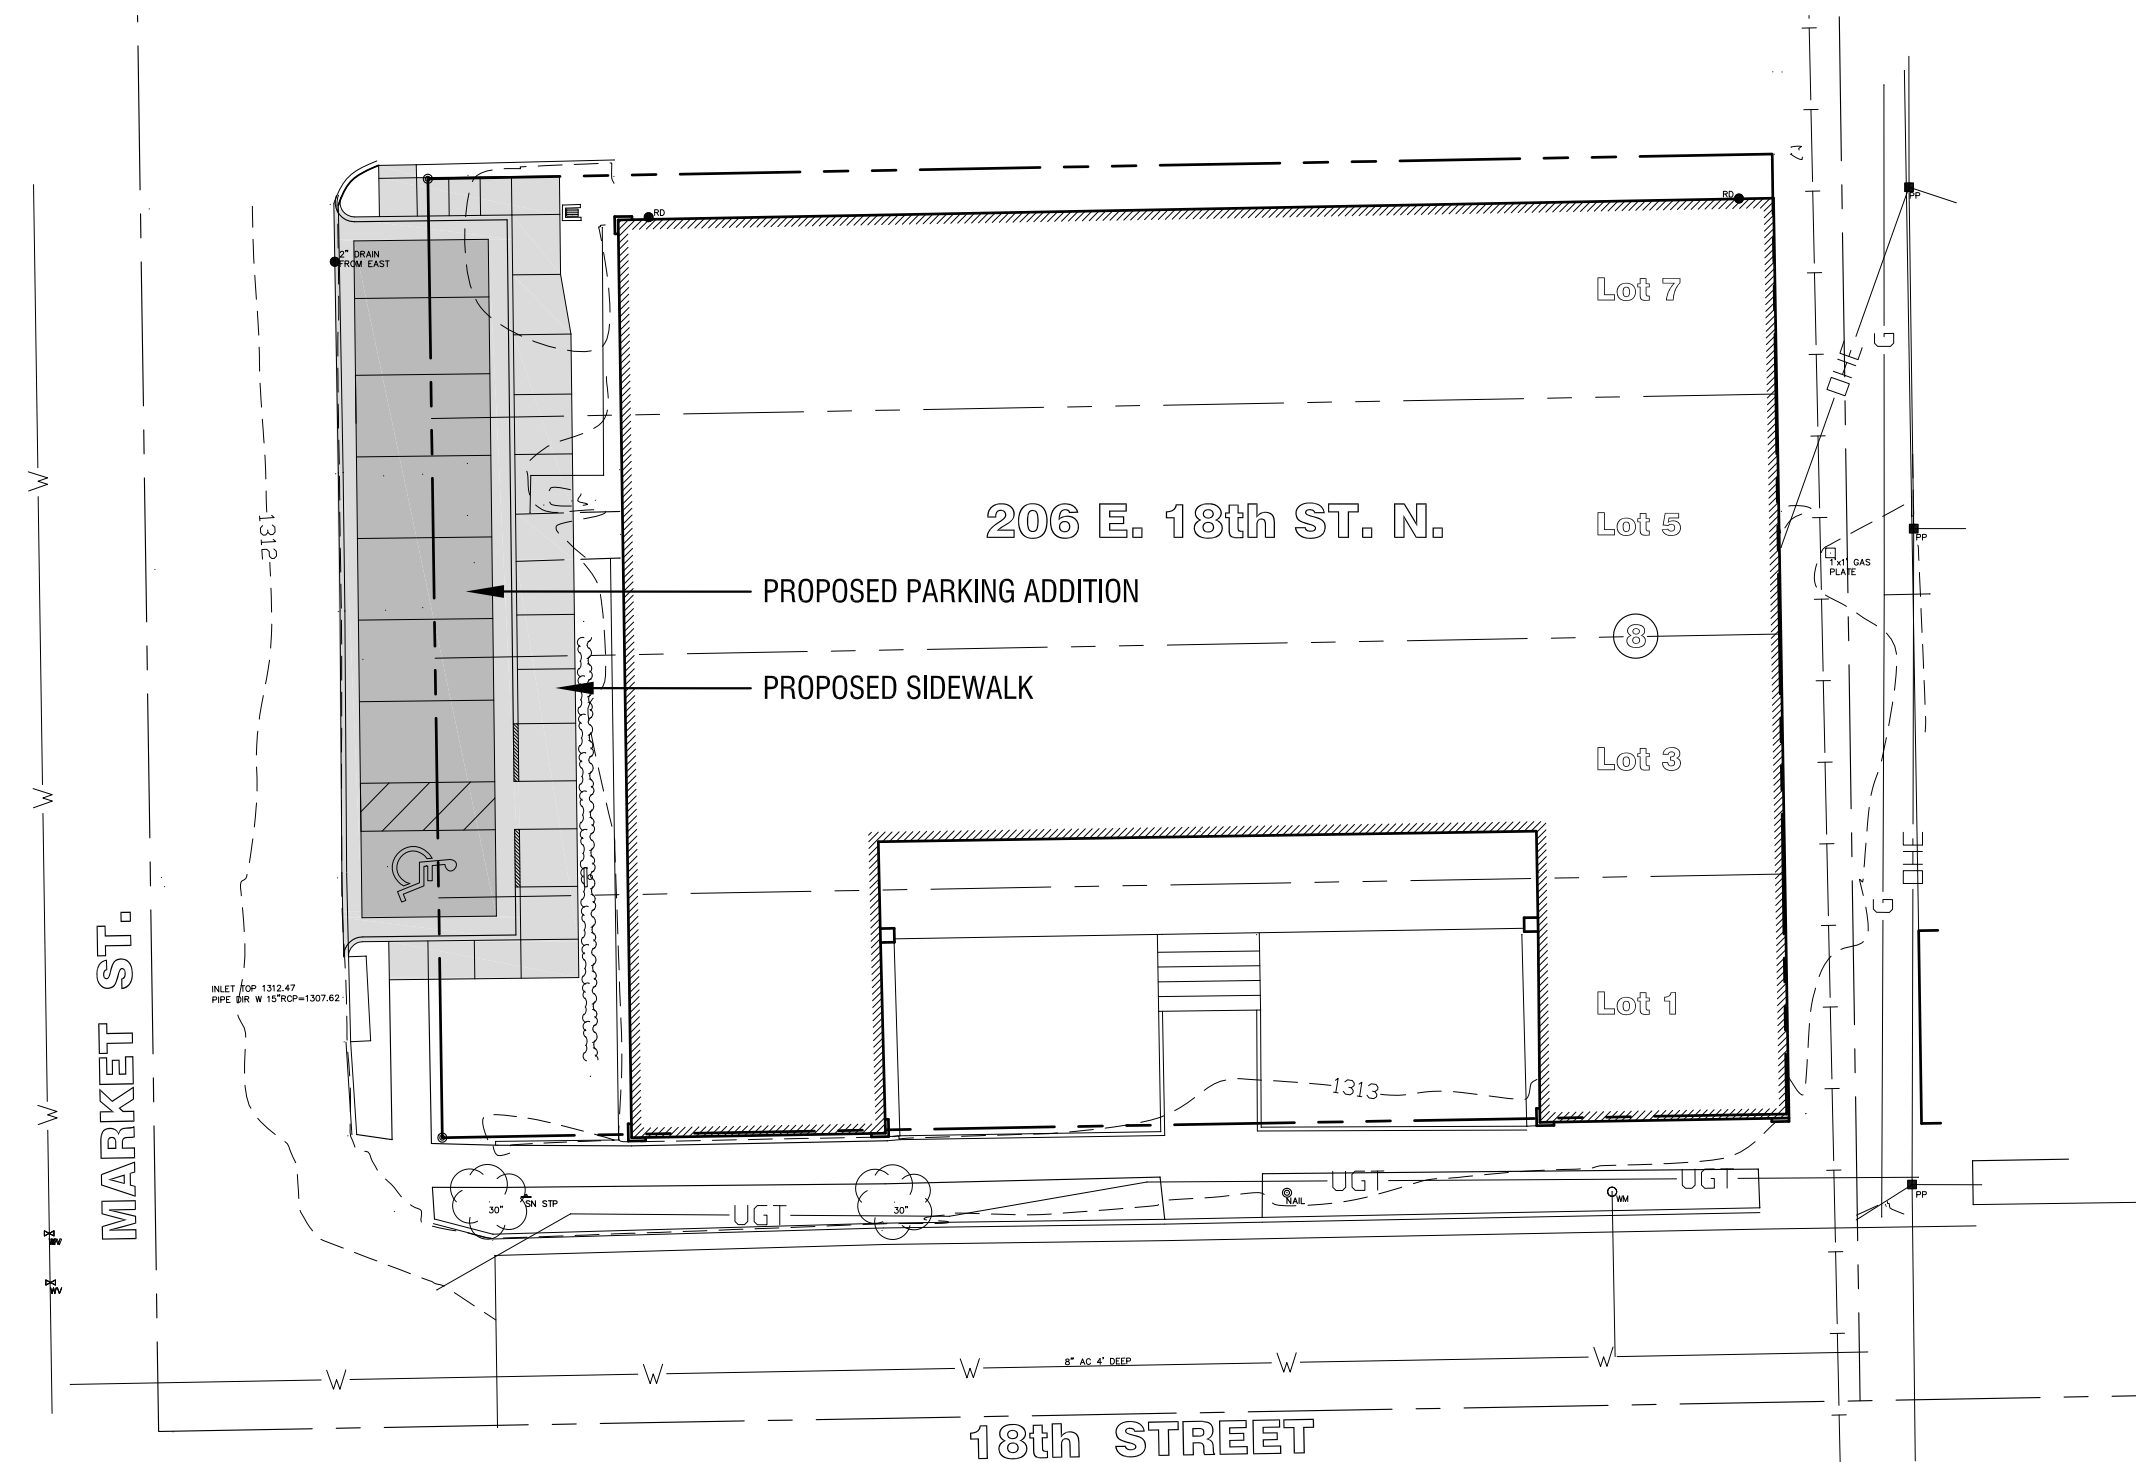 RD
RD
PP
2" DRAIN
FROM EAST
Lot 7
G
OHE
W
1312
206 E. 18th ST. N.
Lot 5
PP
1'x1' GAS
PLATE
PROPOSED PARKING ADDITION
8
PROPOSED SIDEWALK
W
Lot 3
OHE
G
MARKET ST.
INLET TOP 1312.47
PIPE DIR W 15"RCP=1307.62
Lot 1
1313
W
UGT
UGT
PP
SN STP
NAIL
WM
30"
30"
UGT
WV
WV
W
W
W
8" AC 4' DEEP
W
W
18th STREET